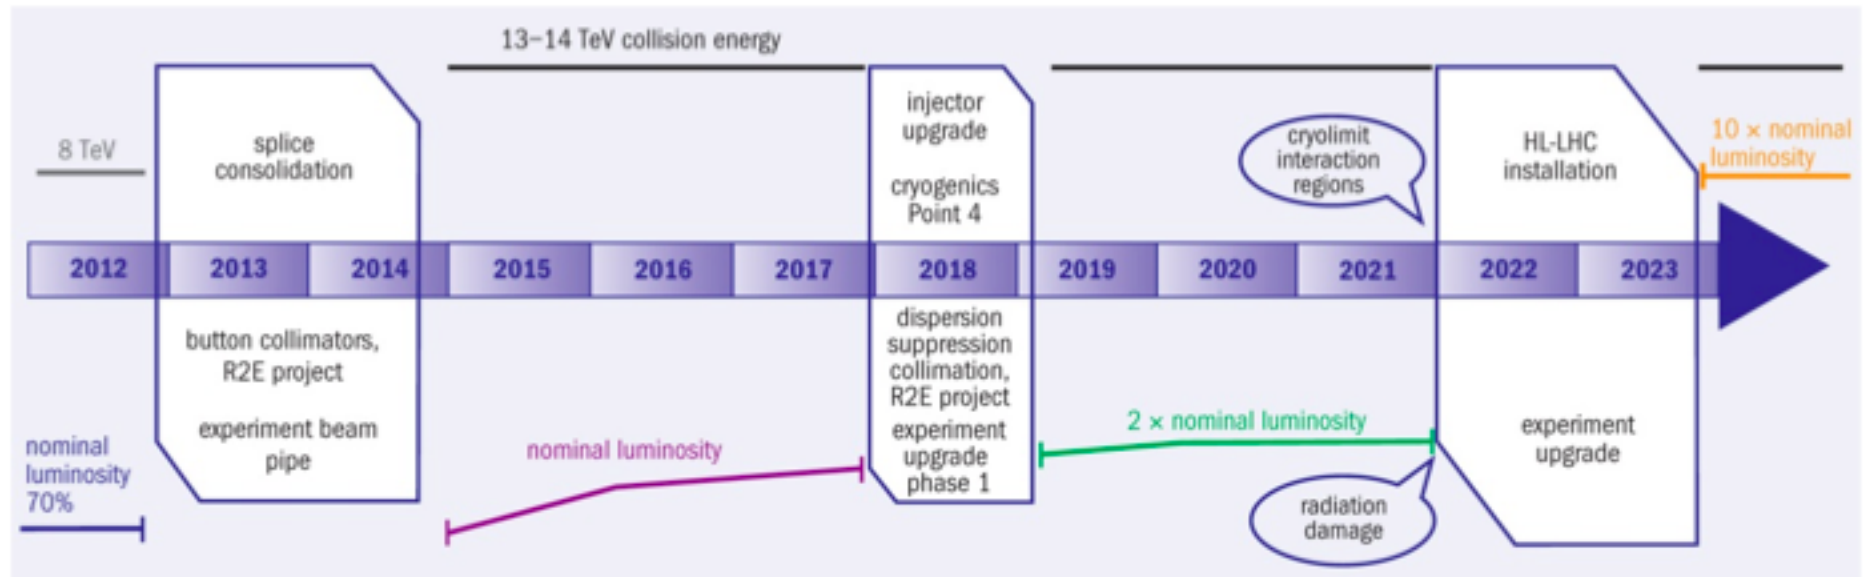 13–14 TeV collision energy
8 TeV
splice
consolidation
injector
upgrade
cryogenics
Point 4
cryolimit
interaction
regions
HL-LHC
installation
10 × nominal
luminosity
2012 2013 2014 2015 2016 2017 2018 2019 2020 2021 2022 2023
button collimators,
R2E project
experiment beam
pipe
nominal
luminosity
70%
nominal luminosity
dispersion
suppression
collimation,
R2E project
experiment
upgrade
phase 1
2 × nominal luminosity
radiation
damage
experiment
upgrade